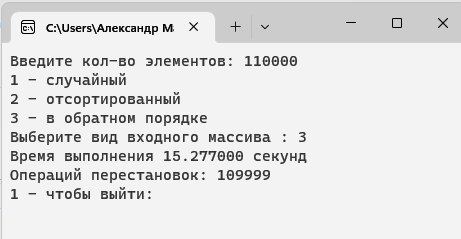 C:\Users\Александр Ма
Введите кол-во элементов: 110000
1 - случайный
2 - отсортированный
3 - в обратном порядке
Выберите вид входного массива : 3
Время выполнения 15.277000 секунд
Операций перестановок: 109999
1 - чтобы выйти: